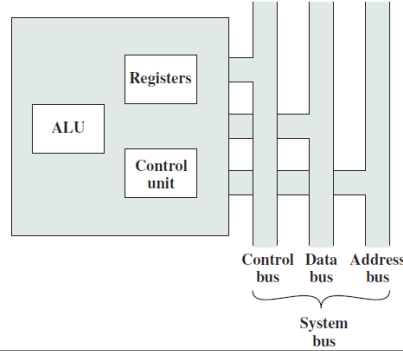 Registers
ALU
Control
unit
Control Data Address
bus bus bus
System
bus